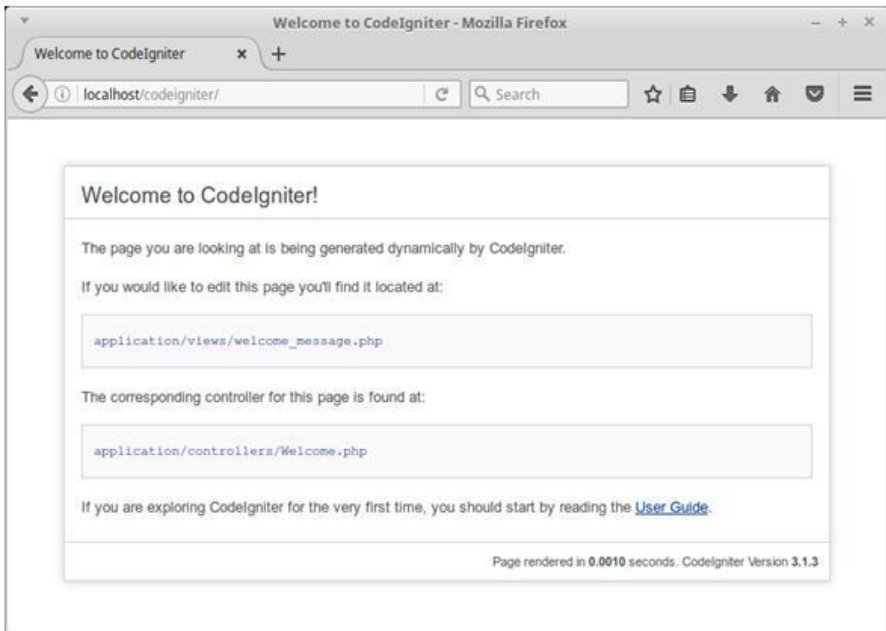 Welcome to CodeIgniter - Mozilla Firefox
Welcome to CodeIgniter
localhost/codeigniter/
Search
Welcome to CodeIgniter!
The page you are looking at is being generated dynamically by CodeIgniter.
If you would like to edit this page you'll find it located at:
application/views/welcome_message.php
The corresponding controller for this page is found at:
application/controllers/Welcome.php
If you are exploring CodeIgniter for the very first time, you should start by reading the User Guide.
Page rendered in 0.0010 seconds. CodeIgniter Version 3.1.3